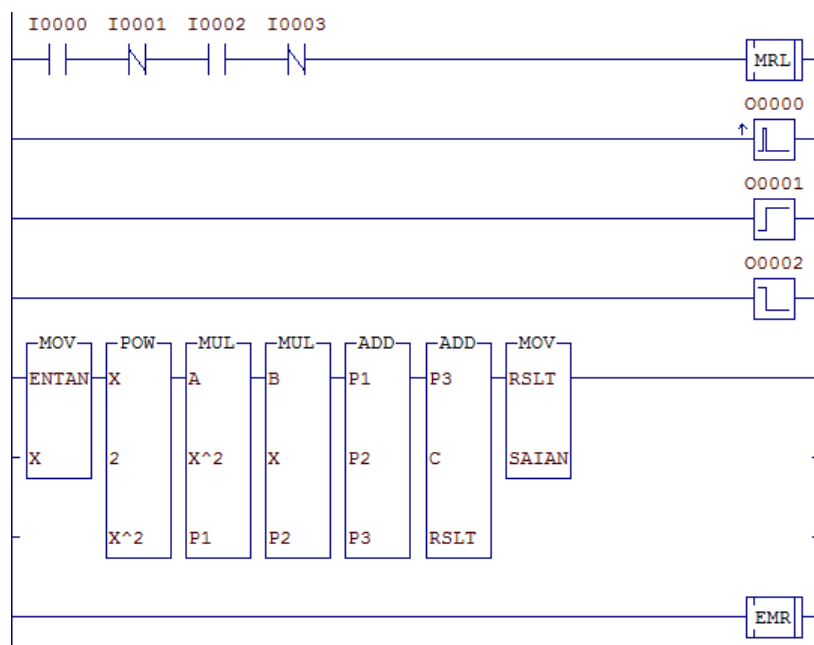 I0000 I0001 I0002 I0003
MRL
O0000
O0001
O0002
MOV POW MUL MUL ADD ADD MOV
ENTAN X A B P1 P3 RSLT
X 2 X^2 X P2 C SAIAN
X^2 P1 P2 P3 RSLT
EMR